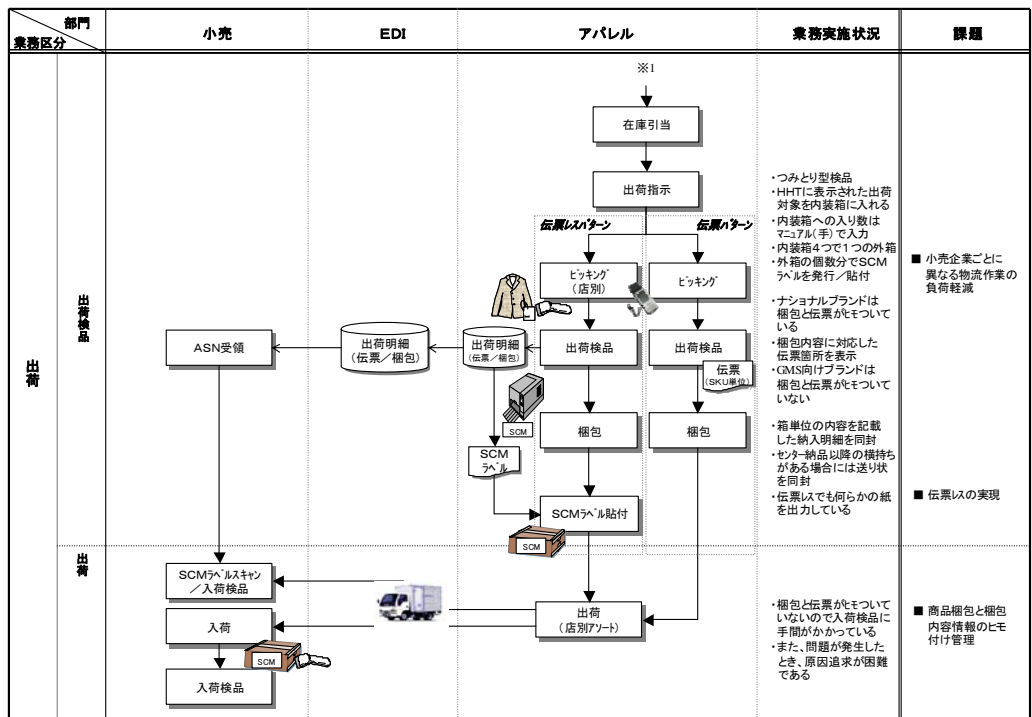 部門
業務区分
小売
EDI
アパレル
業務実施状況
課題
出荷
出荷検品
※1
在庫引当
出荷指示
伝票レスパターン
伝票パターン
ピッキング
(店別)
ピッキング
ASN受領
出荷明細
(伝票/梱包)
出荷明細
(伝票/梱包)
出荷検品
出荷検品
伝票
(SKU単位)
SCM
梱包
梱包
SCM
ラベル
SCMラベル貼付
SCM
・つみとり型検品
・HHTに表示された出荷
対象を内装箱に入れる
・内装箱への入り数は
マニュアル(手)で入力
・内装箱4つで1つの外箱
・外箱の個数分でSCM
ラベルを発行/貼付
・ナショナルブランドは
梱包と伝票がヒモついて
いる
・梱包内容に対応した
伝票箇所を表示
・GMS向けブランドは
梱包と伝票がヒモついて
いない
・箱単位の内容を記載
した納入明細を同封
・センター納品以降の横持ち
がある場合には送り状
を同封
・伝票レスでも何らかの紙
を出力している
■ 小売企業ごとに
異なる物流作業の
負荷軽減
■ 伝票レスの実現
出荷
SCMラベルスキャン
/入荷検品
入荷
SCM
入荷検品
出荷
(店別アソート)
・梱包と伝票がヒモついて
いないので入荷検品に
手間がかかっている
・また、問題が発生した
とき、原因追求が困難
である
■ 商品梱包と梱包
内容情報のヒモ
付け管理